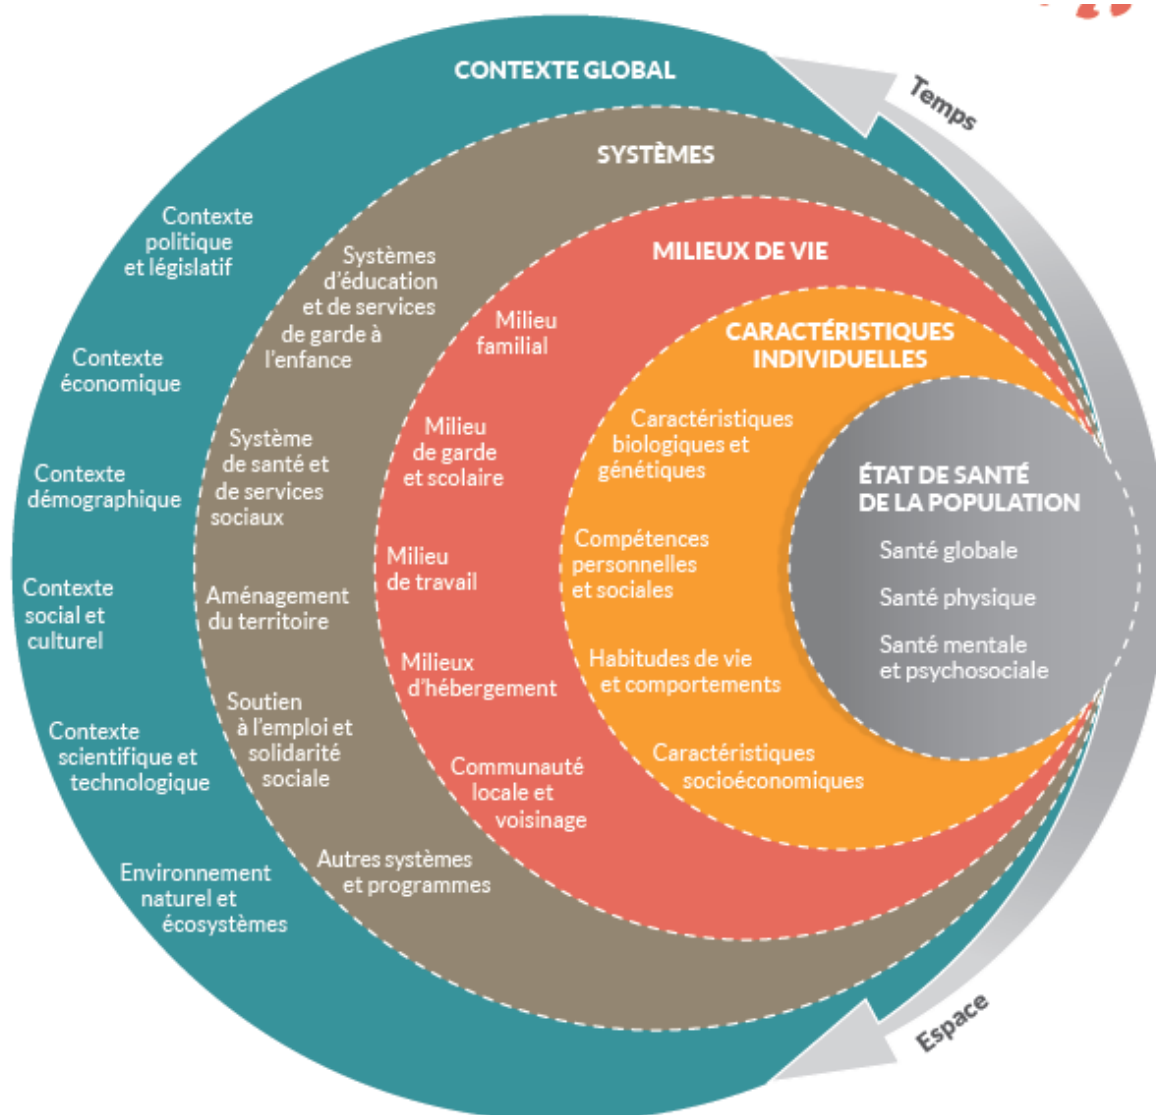 CONTEXTE GLOBAL
Temps
SYSTÈMES
MILIEUX DE VIE
CARACTÉRISTIQUES
INDIVIDUELLES
ÉTAT DE SANTÉ
DE LA POPULATION
Contexte
politique
et législatif
Contexte
économique
Contexte
démographique
Contexte
social et
culturel
Contexte
scientifique et
technologique
Environnement
naturel et
écosystèmes
Systèmes
d'éducation
et de services
de garde à
l'enfance
Système
de santé et
de services
sociaux
Aménagement
du territoire
Soutien
à l'emploi et
solidarité
sociale
Autres systèmes
et programmes
Milieu
familial
Milieu
de garde
et scolaire
Milieu
de travail
Milieux
d'hébergement
Communauté
locale et
voisinage
Caractéristiques
biologiques et
génétiques
Compétences
personnelles
et sociales
Habitudes de vie
et comportements
Caractéristiques
socioéconomiques
Santé globale
Santé physique
Santé mentale
et psychosociale
Espace